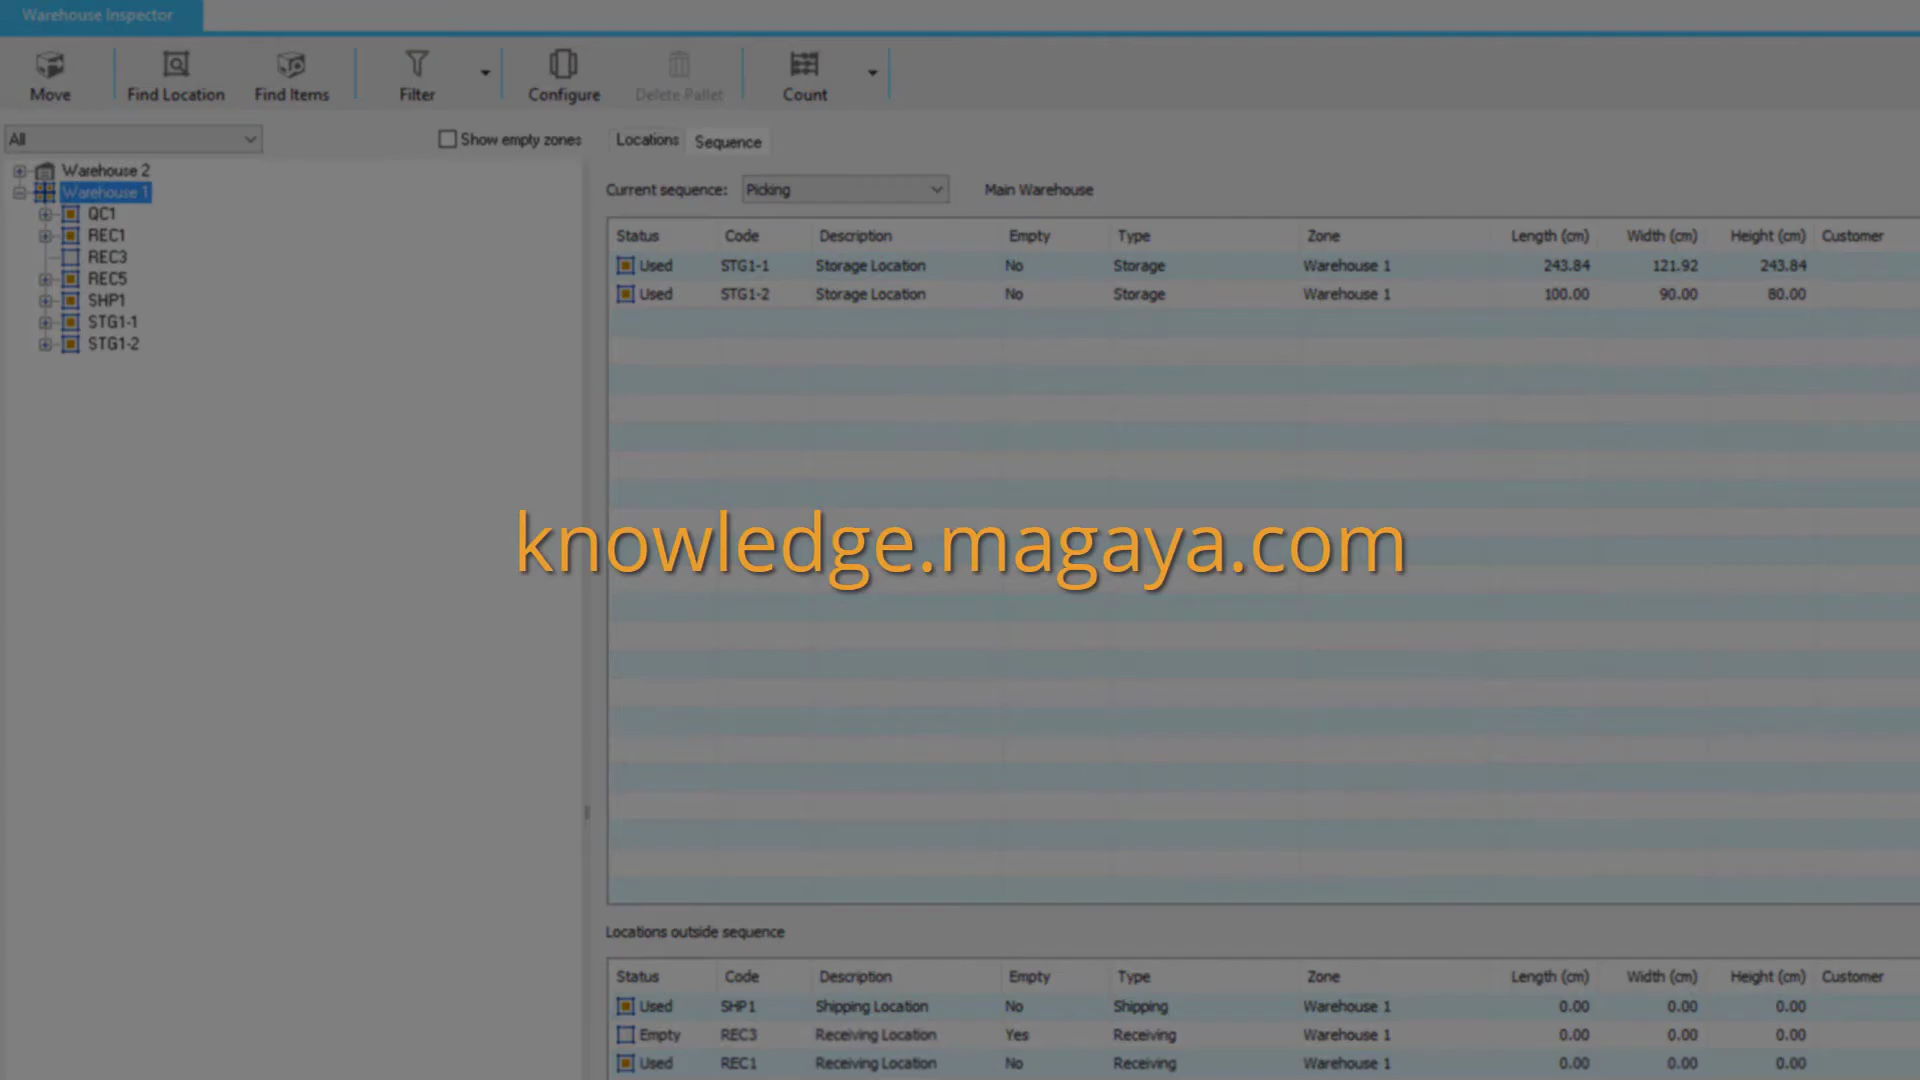 Warehouse Inspector
Move Find Location Find Items Filter Configure Delete Pallet Count
All Show empty zones Locations Sequence
Warehouse 2
Warehouse 1
QC1
REC1
REC3
REC5
SHP1
STG1-1
STG1-2
Current sequence: Picking Main Warehouse
Status Code Description Empty Type Zone Length (cm) Width (cm) Height (cm) Customer
Used STG1-1 Storage Location No Storage Warehouse 1 243.84 121.92 243.84
Used STG1-2 Storage Location No Storage Warehouse 1 100.00 90.00 80.00
knowledge.magaya.com
Locations outside sequence
Status Code Description Empty Type Zone Length (cm) Width (cm) Height (cm) Customer
Used SHP1 Shipping Location No Shipping Warehouse 1 0.00 0.00 0.00
Empty REC3 Receiving Location Yes Receiving Warehouse 1 0.00 0.00 0.00
Used REC1 Receiving Location No Receiving Warehouse 1 0.00 0.00 0.00